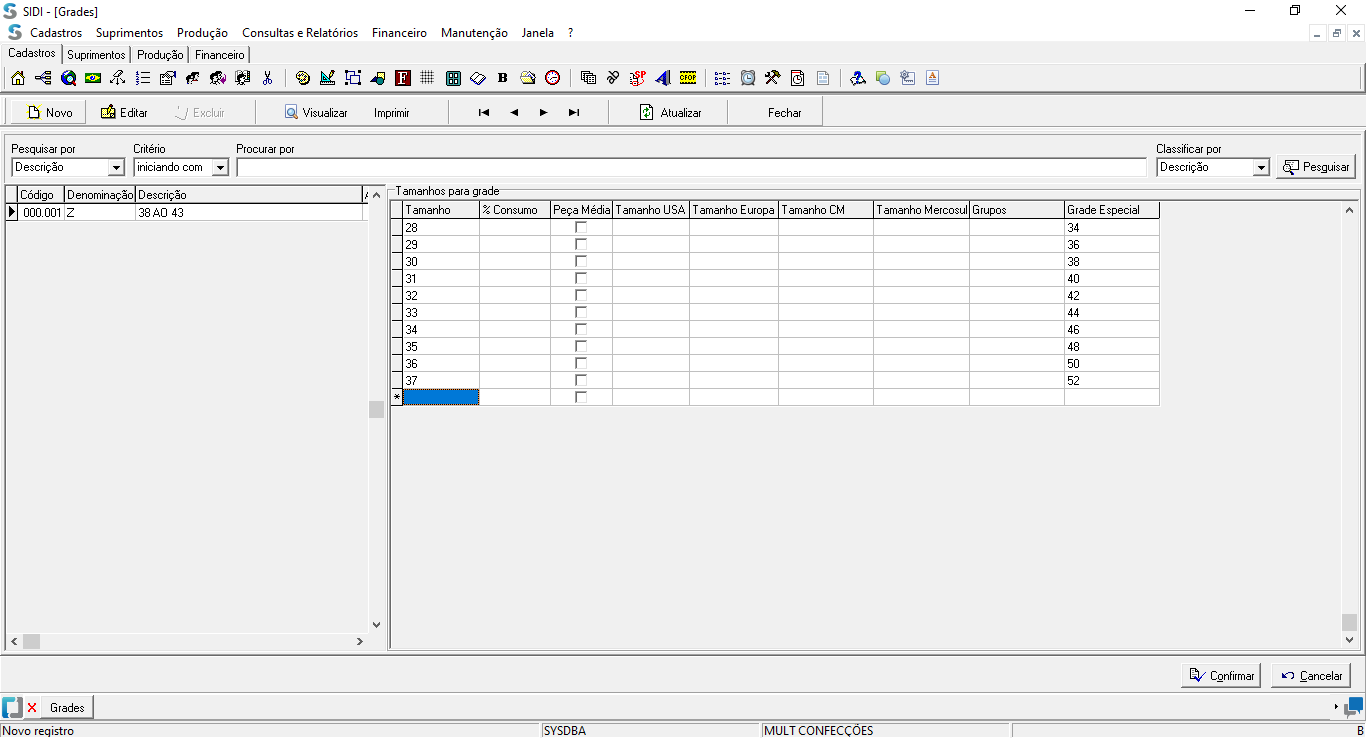 SIDI - [Grades]
Cadastros Suprimentos Produção Consultas e Relatórios Financeiro Manutenção Janela ?
Cadastros Suprimentos Produção Financeiro
F B SP CFOP A
Novo Editar Excluir Visualizar Imprimir Atualizar Fechar
Pesquisar por Critério Procurar por Classificar por
Descrição iniciando com Descrição Pesquisar
Tamanhos para grade
Código Denominação Descrição
000.001 Z 38 AO 43
Tamanho % Consumo Peça Média Tamanho USA Tamanho Europa Tamanho CM Tamanho Mercosul Grupos Grade Especial
28 34
29 36
30 38
31 40
32 42
33 44
34 46
35 48
36 50
37 52
*
Confirmar Cancelar
Grades
Novo registro SYSDBA MULT CONFECÇÕES B